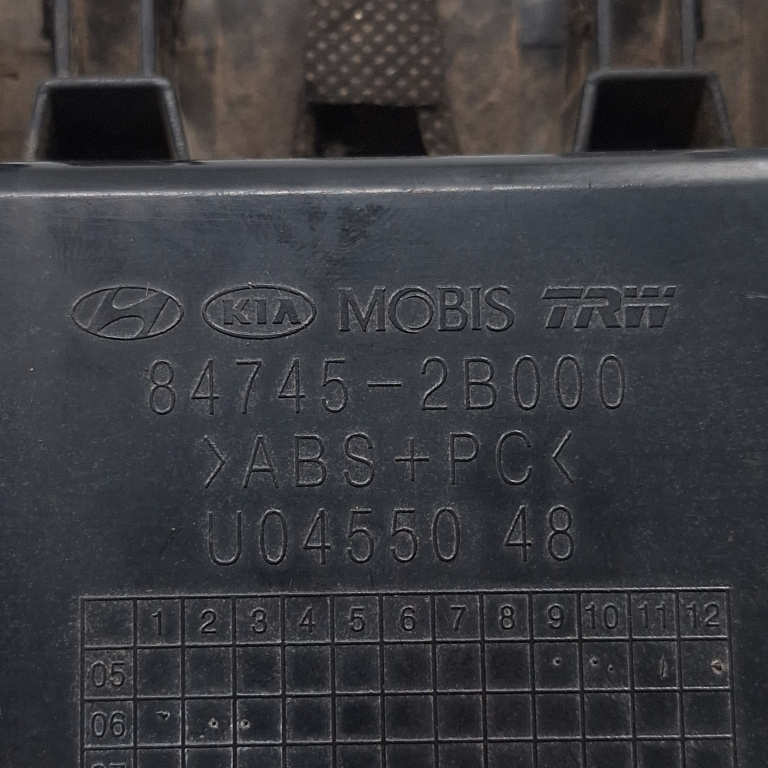 KIA MOBIS TRW
84745-2B000
>ABS+PC<
U04550 48
1 2 3 4 5 6 7 8 9 10 11 12
05
06
07